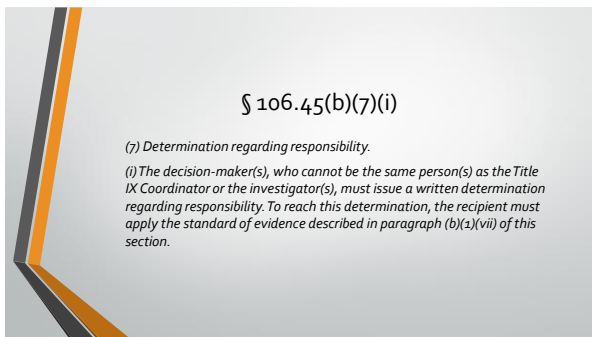 § 106.45(b)(7)(i)
(7) Determination regarding responsibility.
(i) The decision-maker(s), who cannot be the same person(s) as the Title
IX Coordinator or the investigator(s), must issue a written determination
regarding responsibility. To reach this determination, the recipient must
apply the standard of evidence described in paragraph (b)(1)(vii) of this
section.